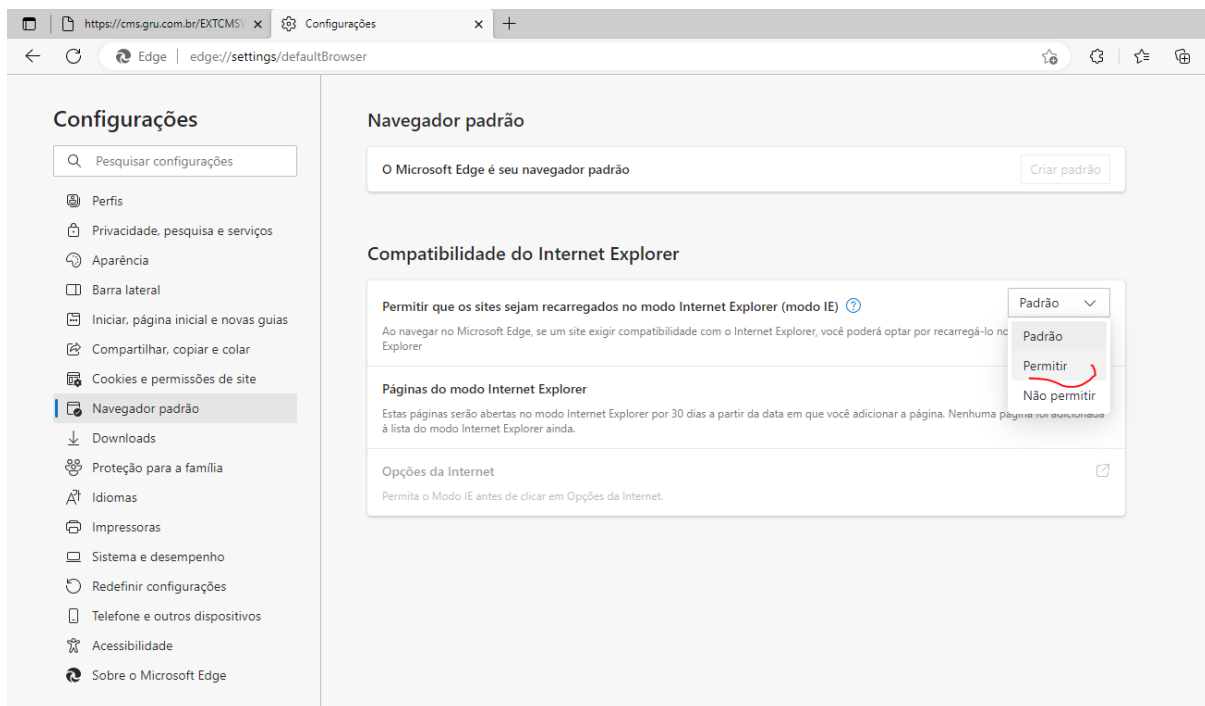 https://cms.gru.com.br/EXTCMSV
Configurações
Edge
edge://settings/defaultBrowser
Configurações
Pesquisar configurações
Perfis
Privacidade, pesquisa e serviços
Aparência
Barra lateral
Iniciar, página inicial e novas guias
Compartilhar, copiar e colar
Cookies e permissões de site
Navegador padrão
Downloads
Proteção para a família
Idiomas
Impressoras
Sistema e desempenho
Redefinir configurações
Telefone e outros dispositivos
Acessibilidade
Sobre o Microsoft Edge
Navegador padrão
O Microsoft Edge é seu navegador padrão
Criar padrão
Compatibilidade do Internet Explorer
Permitir que os sites sejam recarregados no modo Internet Explorer (modo IE)
Padrão
Ao navegar no Microsoft Edge, se um site exigir compatibilidade com o Internet Explorer, você poderá optar por recarregá-lo no
Explorer
Padrão
Permitir
Não permitir
Páginas do modo Internet Explorer
Estas páginas serão abertas no modo Internet Explorer por 30 dias a partir da data em que você adicionar a página. Nenhuma página foi adicionada
à lista do modo Internet Explorer ainda.
Opções da Internet
Permita o Modo IE antes de clicar em Opções da Internet.